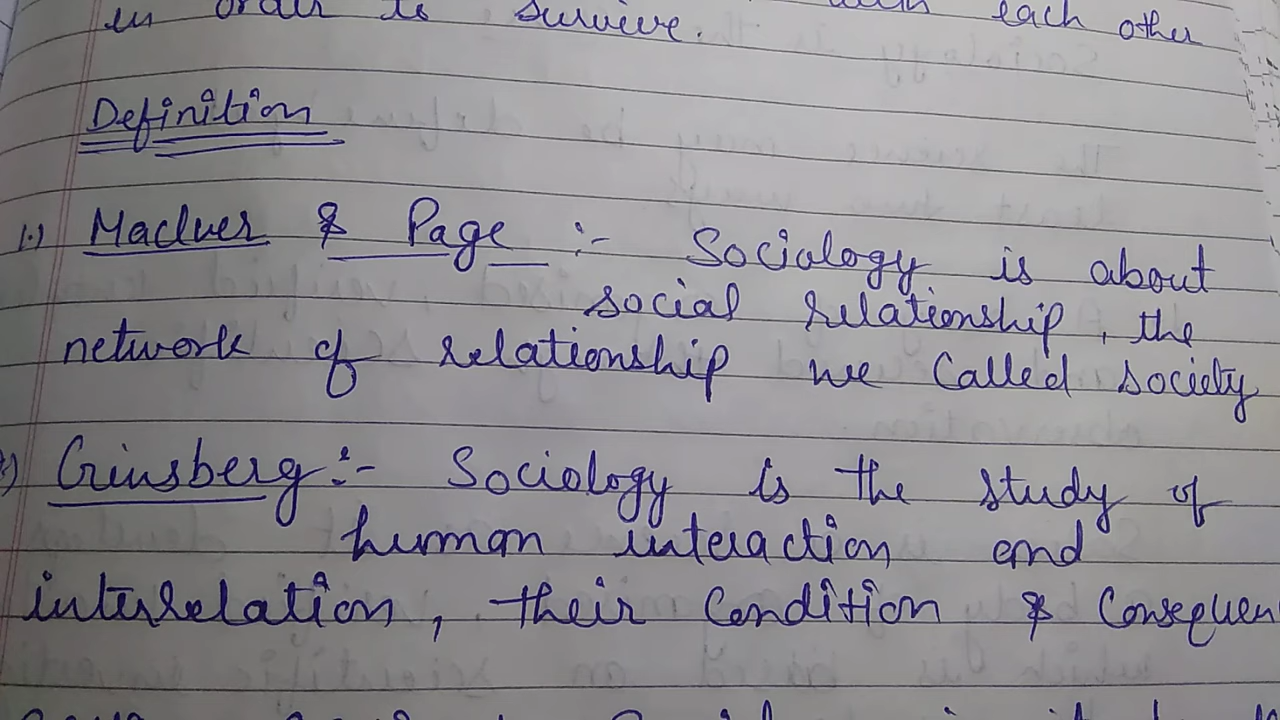 in order to survive. with each other
Definition
1.) MacIver & Page :- Sociology is about
social relationship, the
network of relationship we Called society
) Ginsberg :- Sociology is the study of
human interaction and
interrelation, their Condition & Consequen